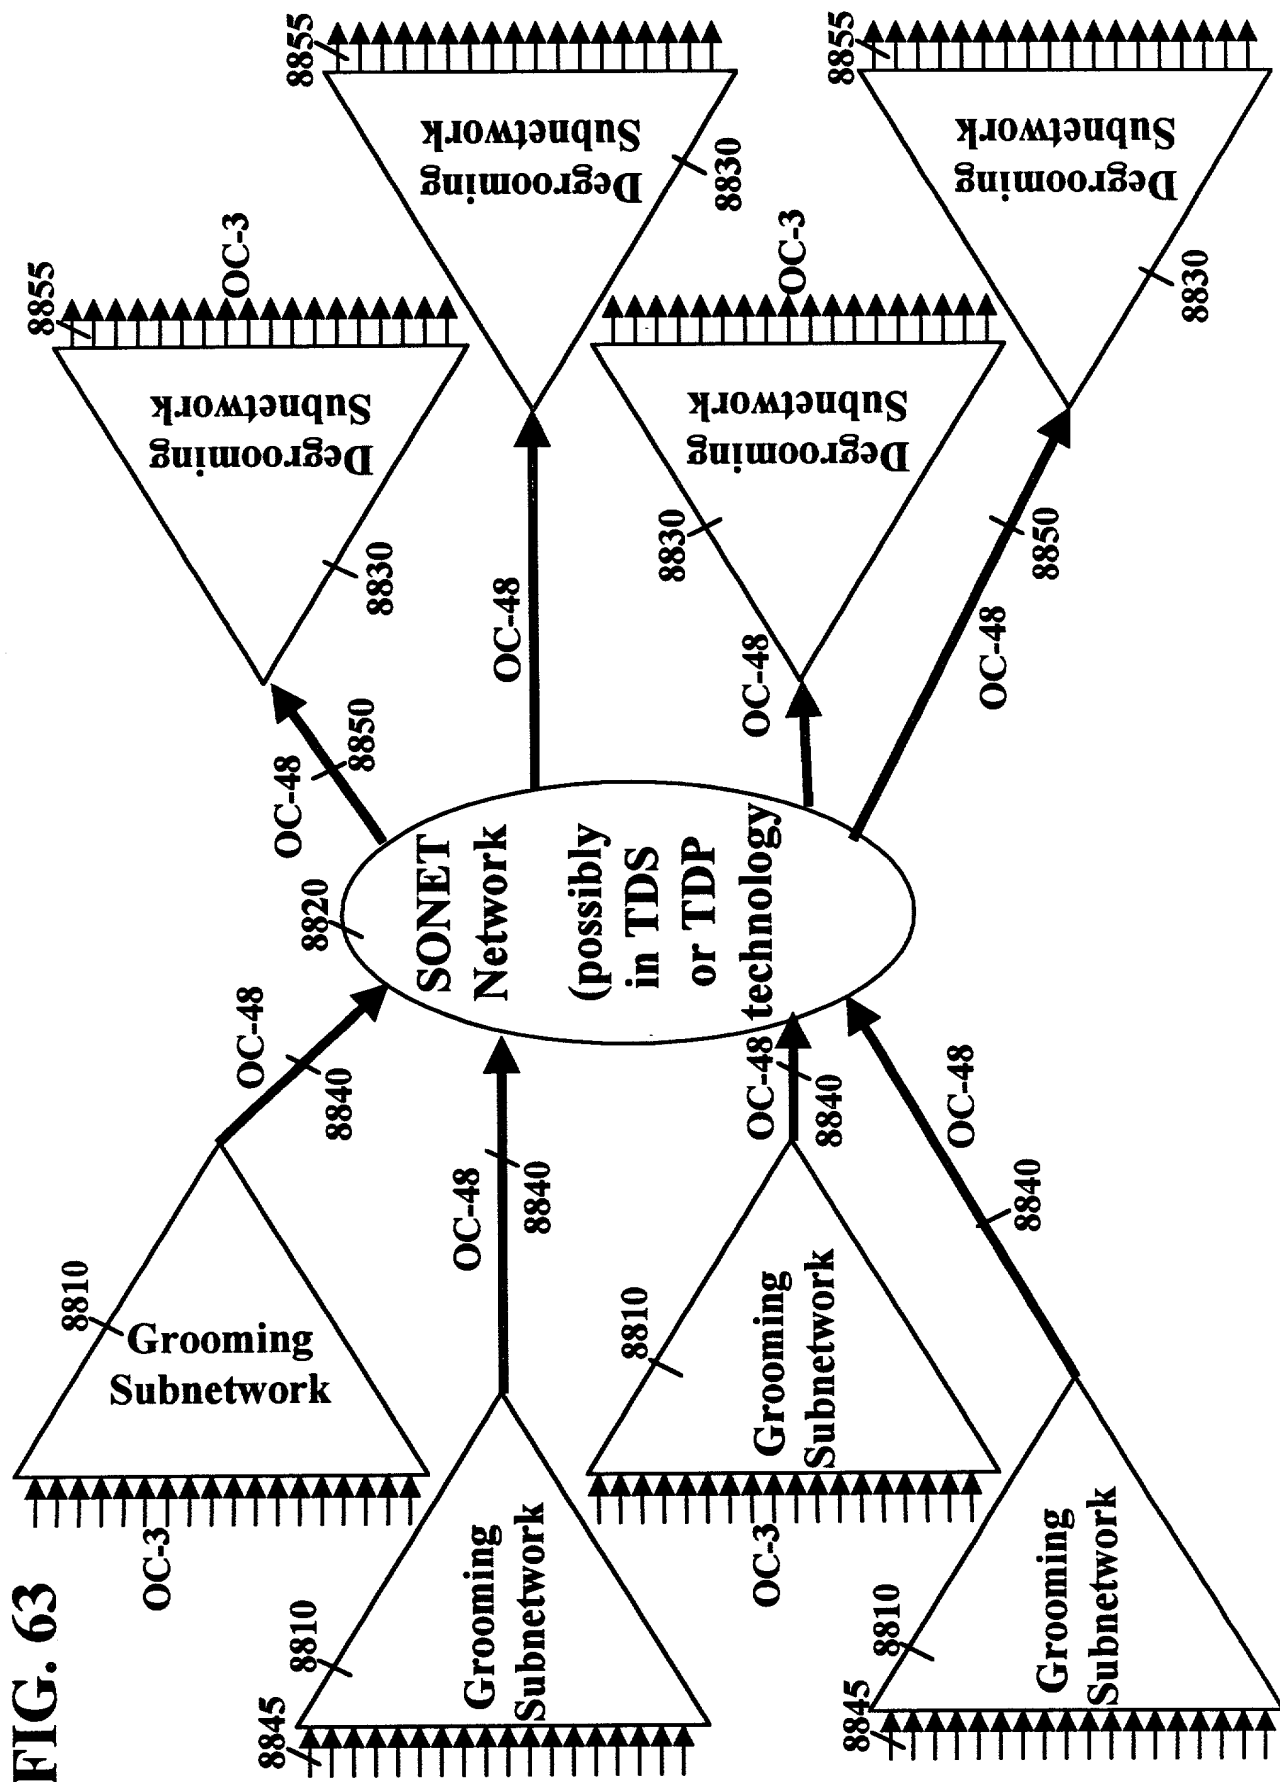 FIG. 63
8855
8855
8855
8855
Degrooming
Subnetwork
8830
OC-3
Degrooming
Subnetwork
8830
Degrooming
Subnetwork
8830
OC-3
Degrooming
Subnetwork
8830
OC-48
8850
OC-48
OC-48
OC-48
8850
8820
SONET
Network
(possibly
in TDS
or TDP
technology
OC-48
8840
OC-48
8840
OC-48
8840
OC-48
8840
8810
Grooming
Subnetwork
OC-3
8810
Grooming
Subnetwork
8845
8810
Grooming
Subnetwork
OC-3
8810
Grooming
Subnetwork
8845